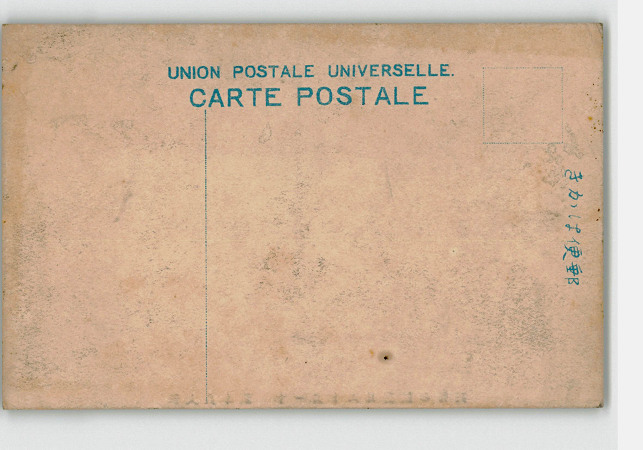 UNION POSTALE UNIVERSELLE.
CARTE POSTALE
きかは便郵